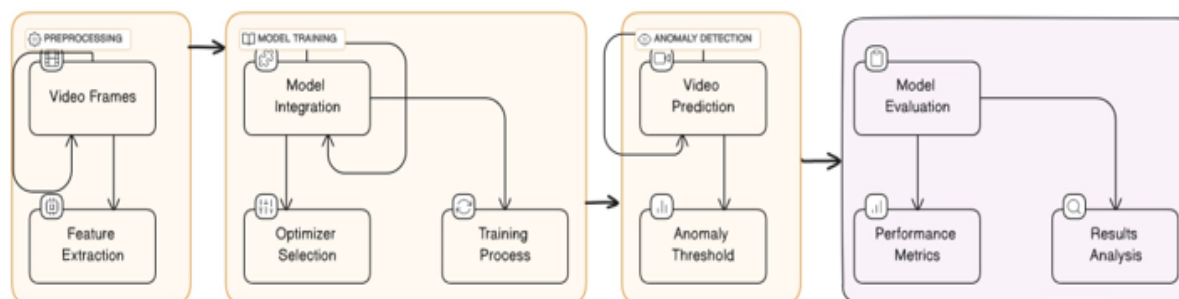 PREPROCESSING
Video Frames
Feature
Extraction
MODEL TRAINING
Model
Integration
Optimizer
Selection
Training
Process
ANOMALY DETECTION
Video
Prediction
Anomaly
Threshold
Model
Evaluation
Performance
Metrics
Results
Analysis